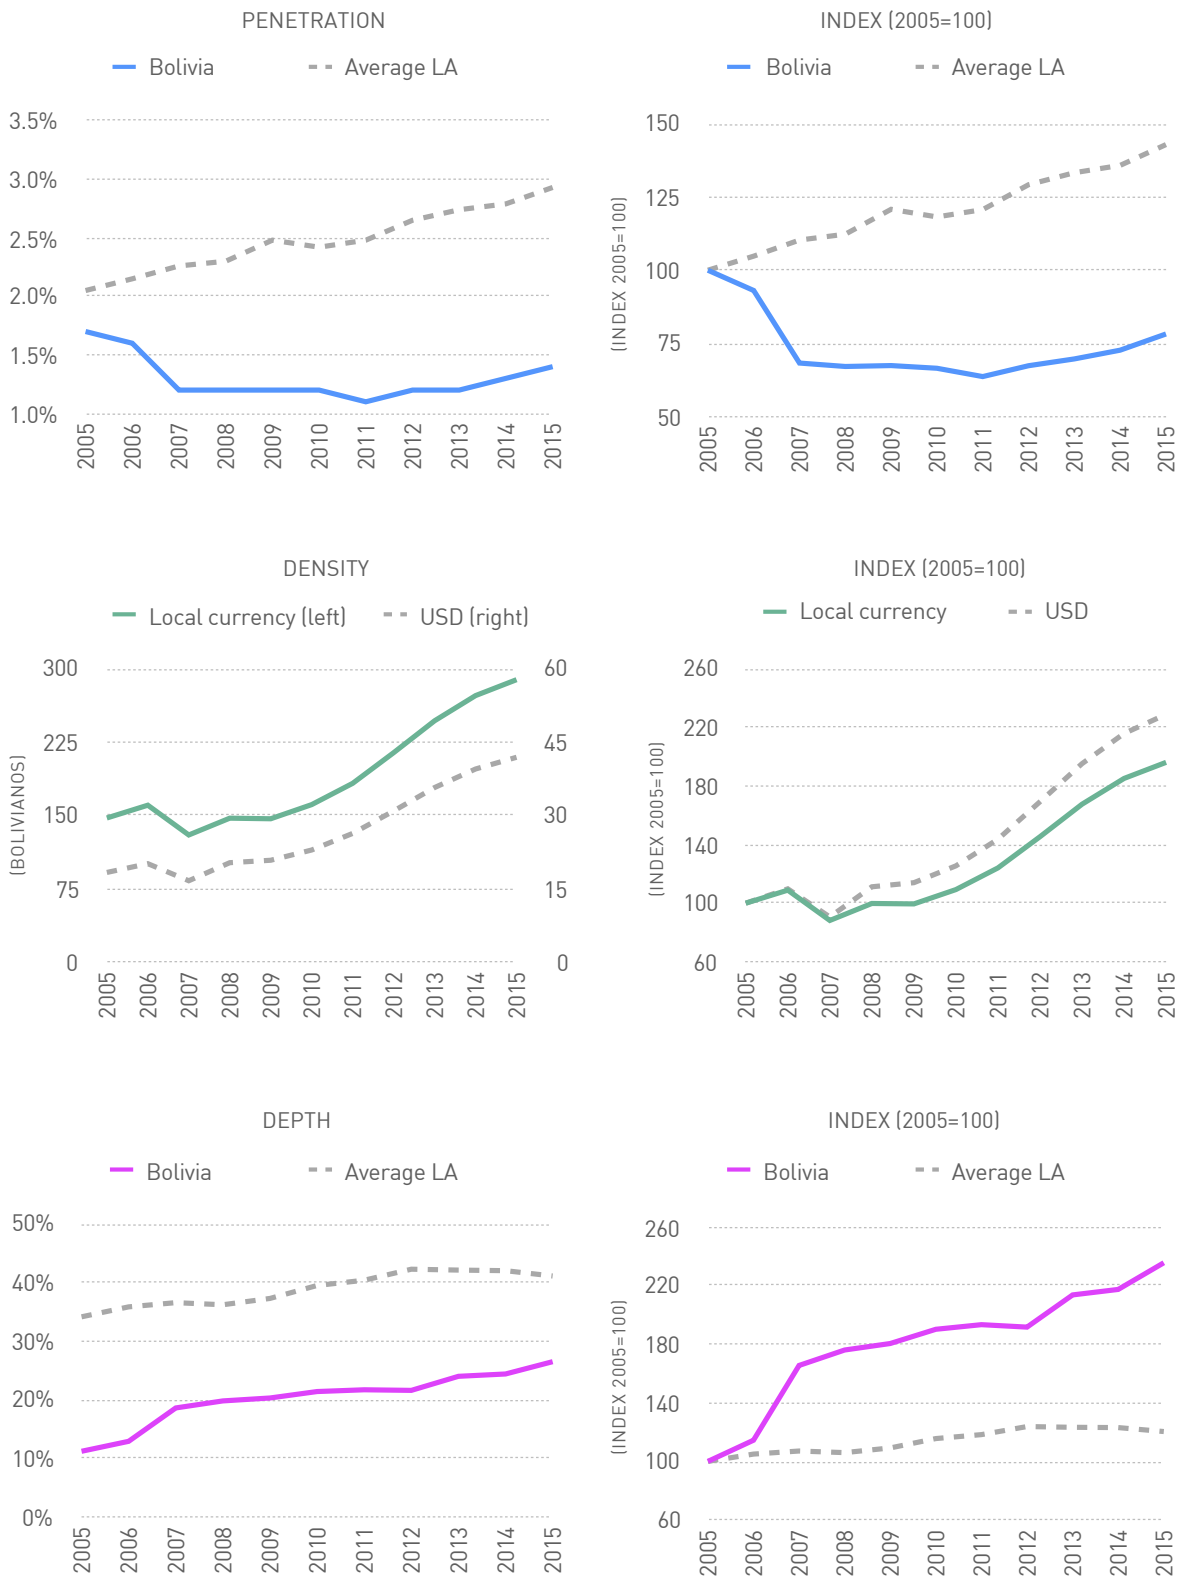 PENETRATION
Bolivia
Average LA
3.5%
3.0%
2.5%
2.0%
1.5%
1.0%
2005 2006 2007 2008 2009 2010 2011 2012 2013 2014 2015
INDEX (2005=100)
Bolivia
Average LA
(INDEX 2005=100)
150
125
100
75
50
2005 2006 2007 2008 2009 2010 2011 2012 2013 2014 2015
DENSITY
Local currency (left)
USD (right)
(BOLIVIANOS)
300
225
150
75
0
60
45
30
15
0
2005 2006 2007 2008 2009 2010 2011 2012 2013 2014 2015
INDEX (2005=100)
Local currency
USD
(INDEX 2005=100)
260
220
180
140
100
60
2005 2006 2007 2008 2009 2010 2011 2012 2013 2014 2015
DEPTH
Bolivia
Average LA
50%
40%
30%
20%
10%
0%
2005 2006 2007 2008 2009 2010 2011 2012 2013 2014 2015
INDEX (2005=100)
Bolivia
Average LA
(INDEX 2005=100)
260
220
180
140
100
60
2005 2006 2007 2008 2009 2010 2011 2012 2013 2014 2015